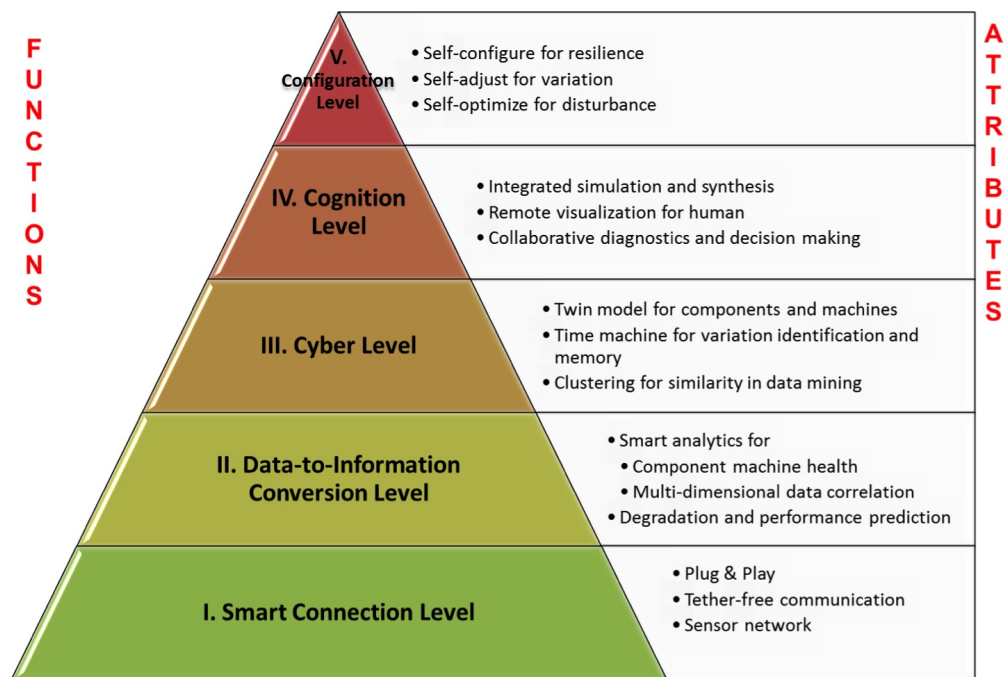 FUNCTIONS
ATTRIBUTES
V.
Configuration
Level
• Self-configure for resilience
• Self-adjust for variation
• Self-optimize for disturbance
IV. Cognition
Level
• Integrated simulation and synthesis
• Remote visualization for human
• Collaborative diagnostics and decision making
III. Cyber Level
• Twin model for components and machines
• Time machine for variation identification and
memory
• Clustering for similarity in data mining
II. Data-to-Information
Conversion Level
• Smart analytics for
• Component machine health
• Multi-dimensional data correlation
• Degradation and performance prediction
I. Smart Connection Level
• Plug & Play
• Tether-free communication
• Sensor network